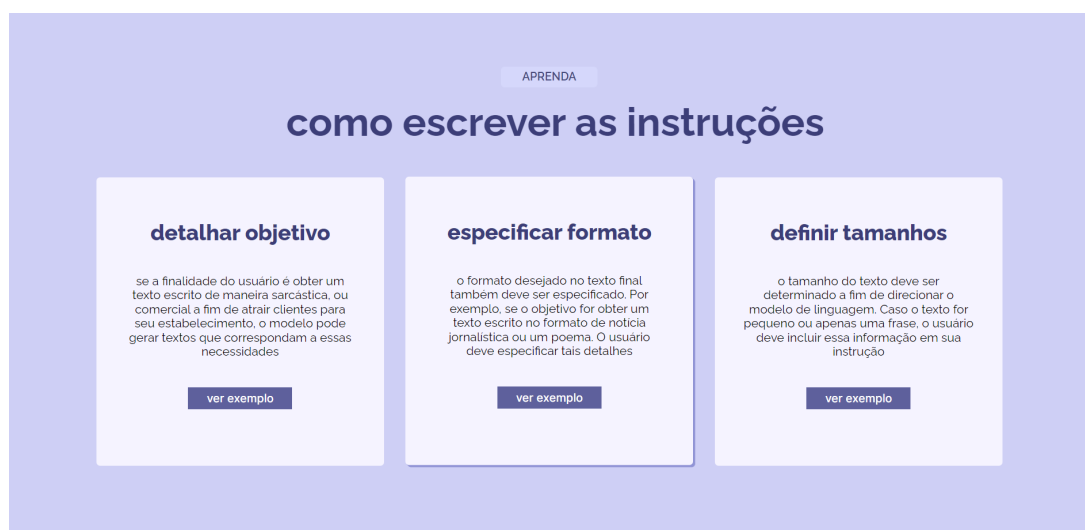 APRENDA
como escrever as instruções
detalhar objetivo
se a finalidade do usuário é obter um
texto escrito de maneira sarcástica, ou
comercial a fim de atrair clientes para
seu estabelecimento, o modelo pode
gerar textos que correspondam a essas
necessidades
ver exemplo
especificar formato
o formato desejado no texto final
também deve ser especificado. Por
exemplo, se o objetivo for obter um
texto escrito no formato de notícia
jornalística ou um poema. O usuário
deve especificar tais detalhes
ver exemplo
definir tamanhos
o tamanho do texto deve ser
determinado a fim de direcionar o
modelo de linguagem. Caso o texto for
pequeno ou apenas uma frase, o usuário
deve incluir essa informação em sua
instrução
ver exemplo